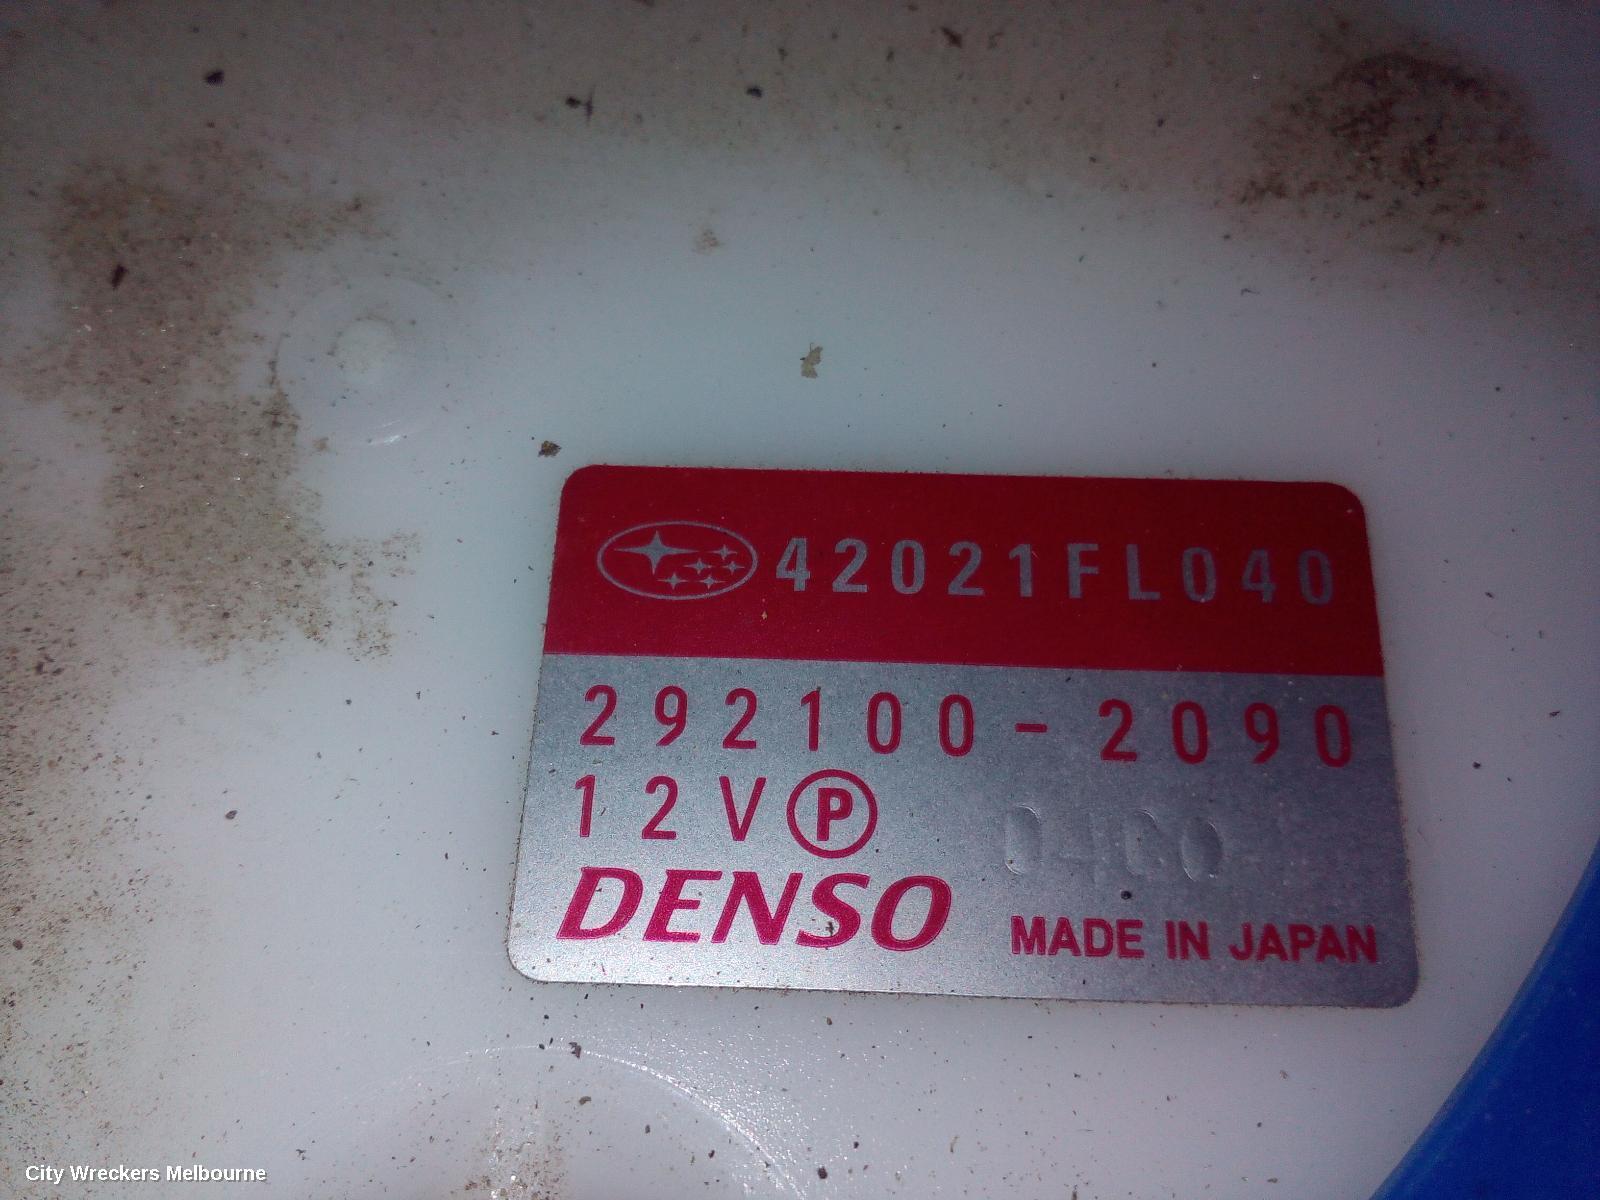 42021FL040
292100-2090
12V Ⓟ
DENSO
MADE IN JAPAN
City Wreckers Melbourne